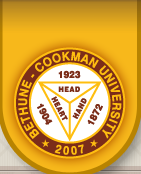 BETHUNE - COOKMAN UNIVERSITY
1923
HEAD
HEART
HAND
1904
1872
* 2007 *